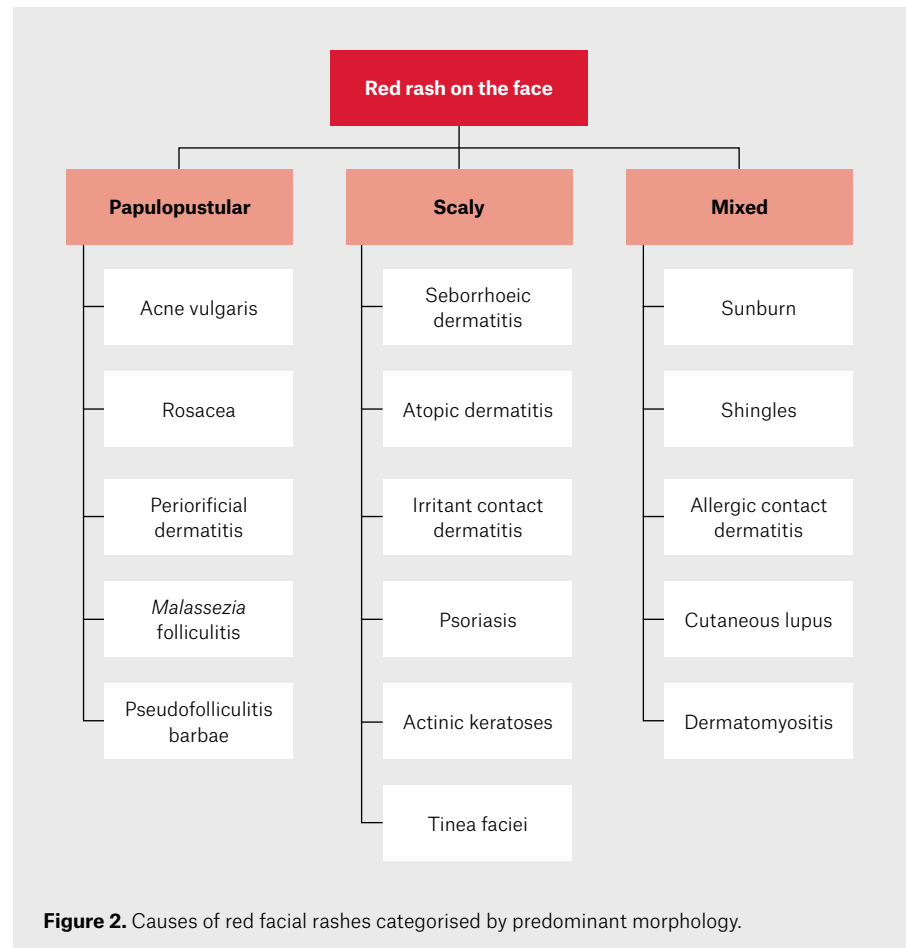 Red rash on the face
Papulopustular
Acne vulgaris
Rosacea
Periorificial
dermatitis
Malassezia
folliculitis
Pseudofolliculitis
barbae
Scaly
Seborrhoeic
dermatitis
Atopic dermatitis
Irritant contact
dermatitis
Psoriasis
Actinic keratoses
Tinea faciei
Mixed
Sunburn
Shingles
Allergic contact
dermatitis
Cutaneous lupus
Dermatomyositis
Figure 2. Causes of red facial rashes categorised by predominant morphology.